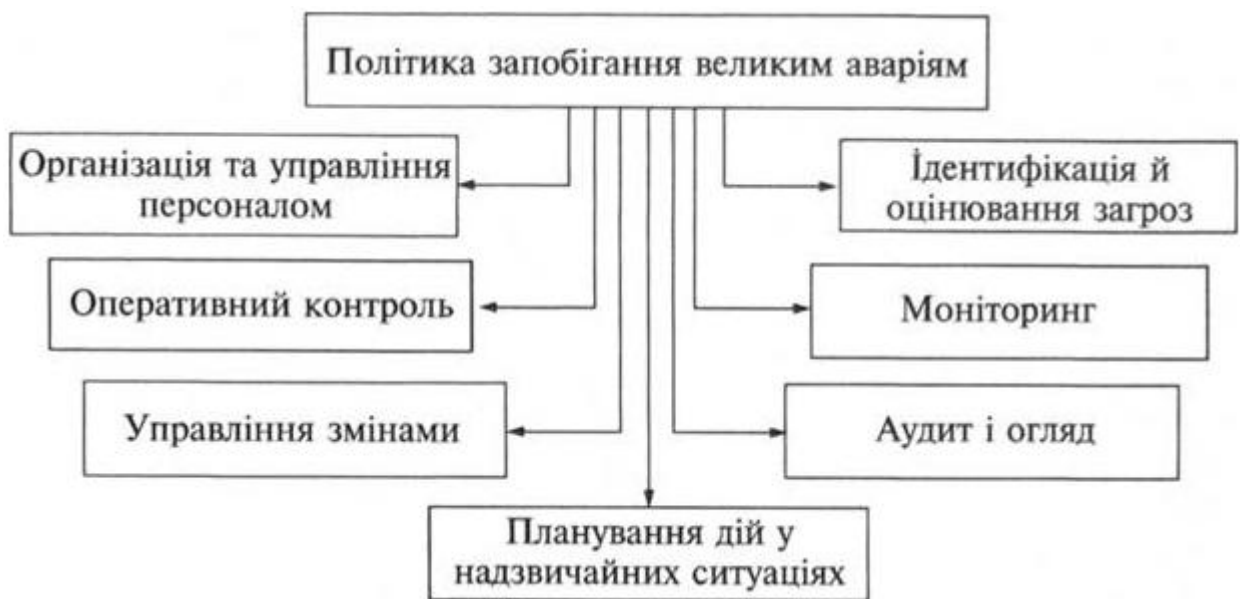 Політика запобігання великим аваріям
Організація та управління
персоналом
Ідентифікація й
оцінювання загроз
Оперативний контроль
Моніторинг
Управління змінами
Аудит і огляд
Планування дій у
надзвичайних ситуаціях